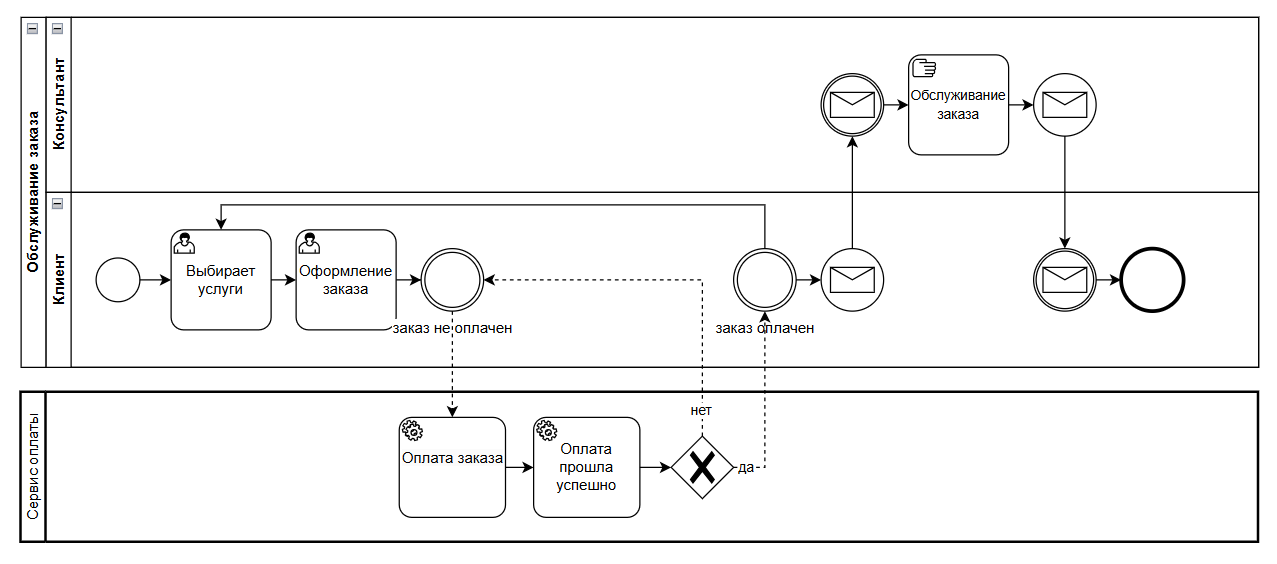 Обслуживание заказа
Консультант
Обслуживание
заказа
Клиент
Выбирает
услуги
Оформление
заказа
заказ не оплачен
заказ оплачен
Сервис оплаты
Оплата заказа
Оплата
прошла
успешно
нет
да